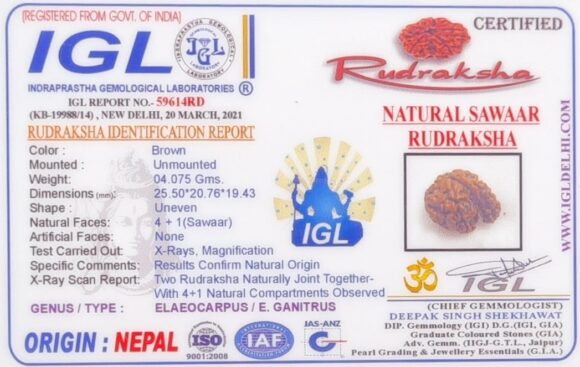 (REGISTERED FROM GOVT. OF INDIA)
IGL
INDRAPRASTHA GEMOLOGICAL LABORATORY
IGL
LABORATORY
INDRAPRASTHA GEMOLOGICAL LABORATORIES ®
IGL REPORT NO.- 59614RD
(KB-19988/14) , NEW DELHI, 20 MARCH, 2021
RUDRAKSHA IDENTIFICATION REPORT
Color : Brown
Mounted : Unmounted
Weight: 04.075 Gms.
Dimensions (mm): 25.50*20.76*19.43
Shape : Uneven
Natural Faces: 4 + 1(Sawaar)
Artificial Faces: None
Test Carried Out: X-Rays, Magnification
Specific Comments: Results Confirm Natural Origin
X-Ray Scan Report: Two Rudraksha Naturally Joint Together-
With 4+1 Natural Compartments Observed
GENUS / TYPE : ELAEOCARPUS / E. GANITRUS
ORIGIN : NEPAL
ISO
9001:2008
IAF
JAS-ANZ
IGL
CERTIFIED
Rudraksha
NATURAL SAWAAR
RUDRAKSHA
WWW.IGLDELHI.COM
ॐ
IGL
(CHIEF GEMMOLOGIST)
DEEPAK SINGH SHEKHAWAT
DIP. Gemmology (IGI) D.G.(IGI, GIA)
Graduate Coloured Stones (GIA)
Adv. Gemm. (IIGJ-G.T.L., Jaipur)
Pearl Grading & Jewellery Essentials (G.I.A.)